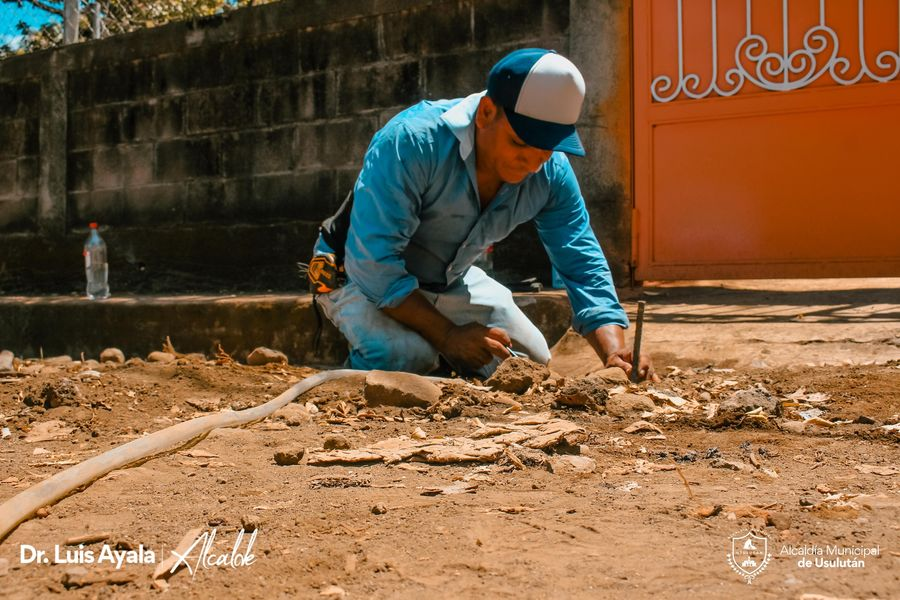 Dr. Luis Ayala | Alcalde
Alcaldía Municipal
de Usulután